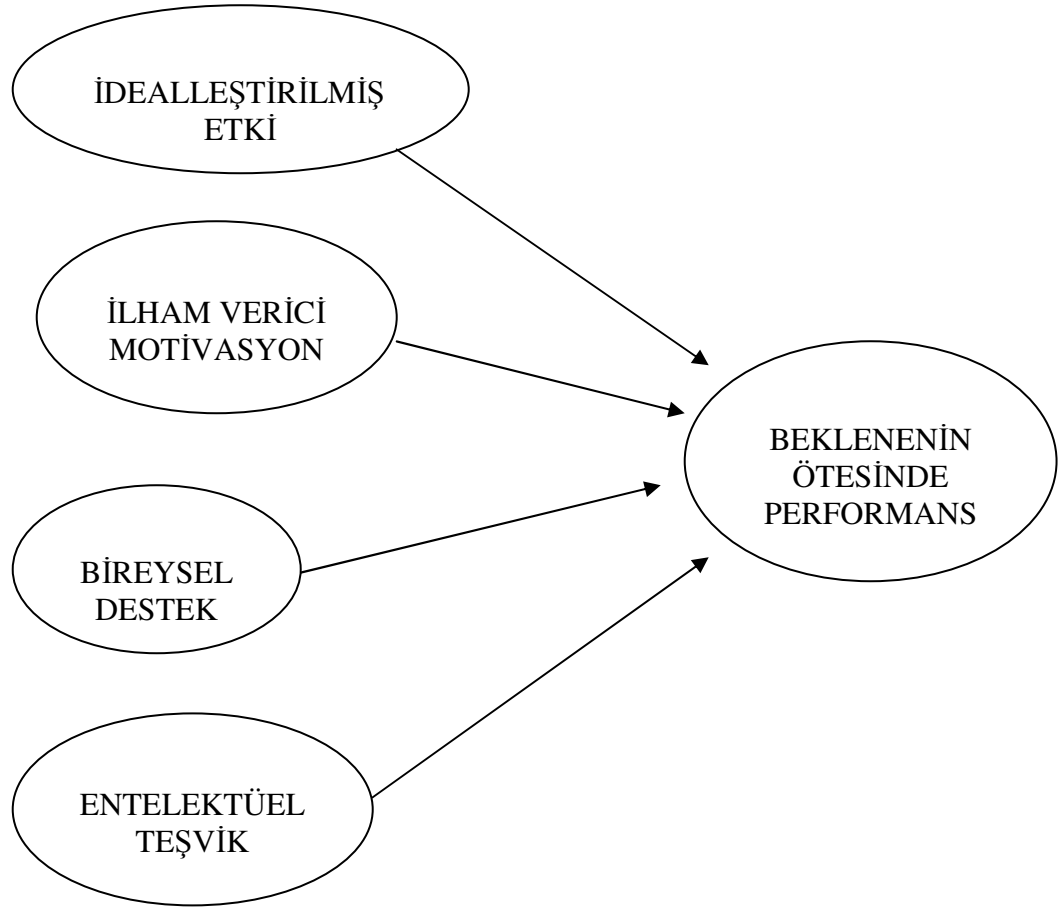 İDEALLEŞTİRİLMİŞ
ETKİ
İLHAM VERİCİ
MOTİVASYON
BEKLENENİN
ÖTESİNDE
PERFORMANS
BİREYSEL
DESTEK
ENTELEKTÜEL
TEŞVİK